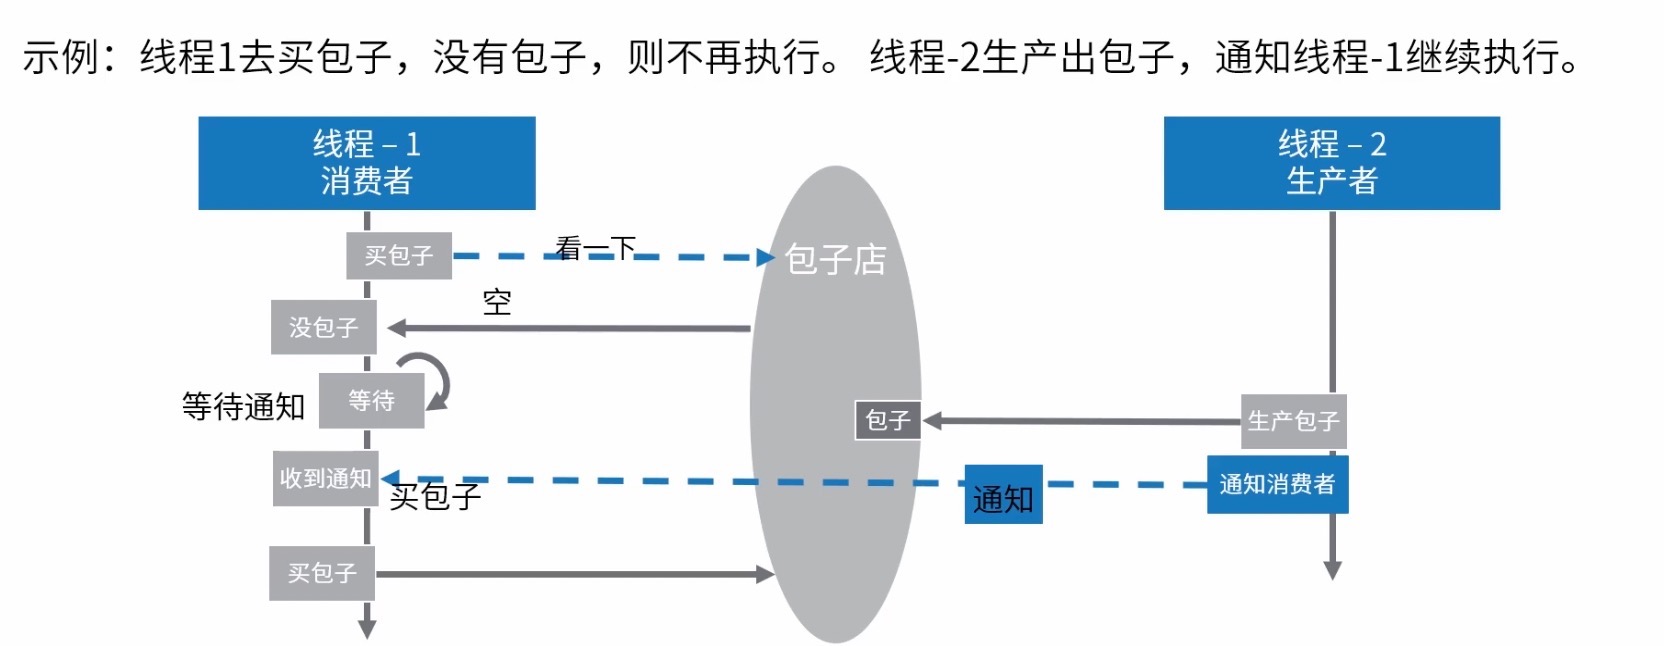 示例：线程1去买包子，没有包子，则不再执行。 线程-2生产出包子，通知线程-1继续执行。
线程 – 1
消费者
线程 – 2
生产者
买包子
看一下
包子店
空
没包子
等待通知
等待
包子
生产包子
收到通知
买包子
通知
通知消费者
买包子